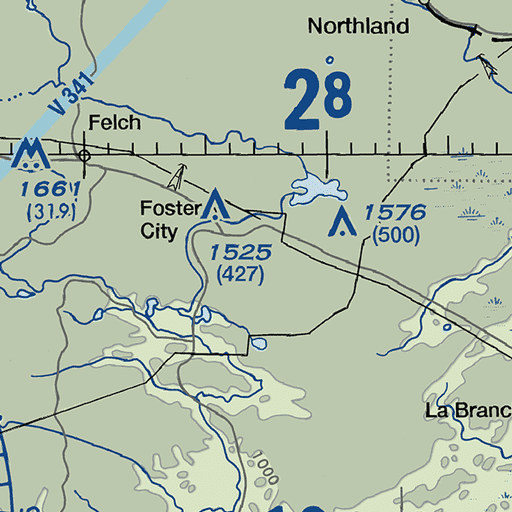 Northland
28
V 341
Felch
1661
(319)
Foster
City
1576
(500)
1525
(427)
La Branc
1000